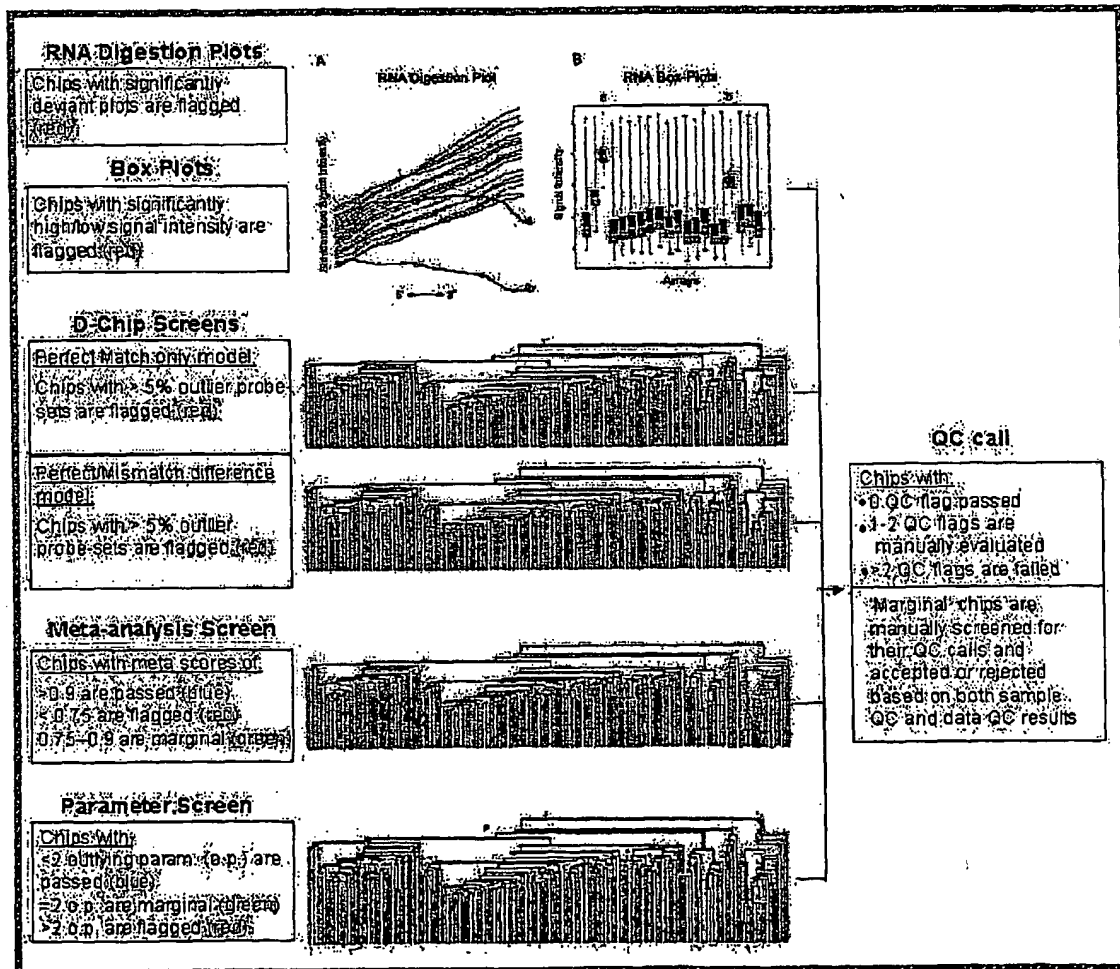 RNA Digestion Plots
Chips with significantly
deviant plots are flagged
(red)
Box Plots
Chips with significantly
high/low signal intensity are
flagged (red)
A
RNA Digestion Plot
B
RNA Box-Plots
Signal Intensity
Arrays
D-Chip Screens
Perfect Match only model
Chips with > 5% outlier probe
sets are flagged (red)
Perfect/Mismatch difference
model
Chips with > 5% outlier
probe-sets are flagged (red)
Meta-analysis Screen
Chips with meta scores of
>0.9 are passed (blue)
< 0.75 are flagged (red)
0.75–0.9 are marginal (green)
Parameter Screen
Chips with
<2 outlying param. (o.p.) are
passed (blue)
=2 o.p. are marginal (green)
>2 o.p. are flagged (red)
QC call
Chips with:
• 0 QC flag passed
• 1-2 QC flags are
manually evaluated
• >2 QC flags are failed
'Marginal' chips are
manually screened for
their QC calls and
accepted or rejected
based on both sample
QC and data QC results